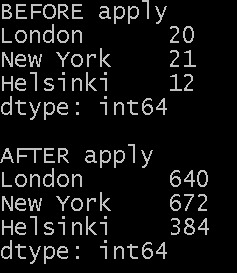 BEFORE apply
London 20
New York 21
Helsinki 12
dtype: int64
AFTER apply
London 640
New York 672
Helsinki 384
dtype: int64